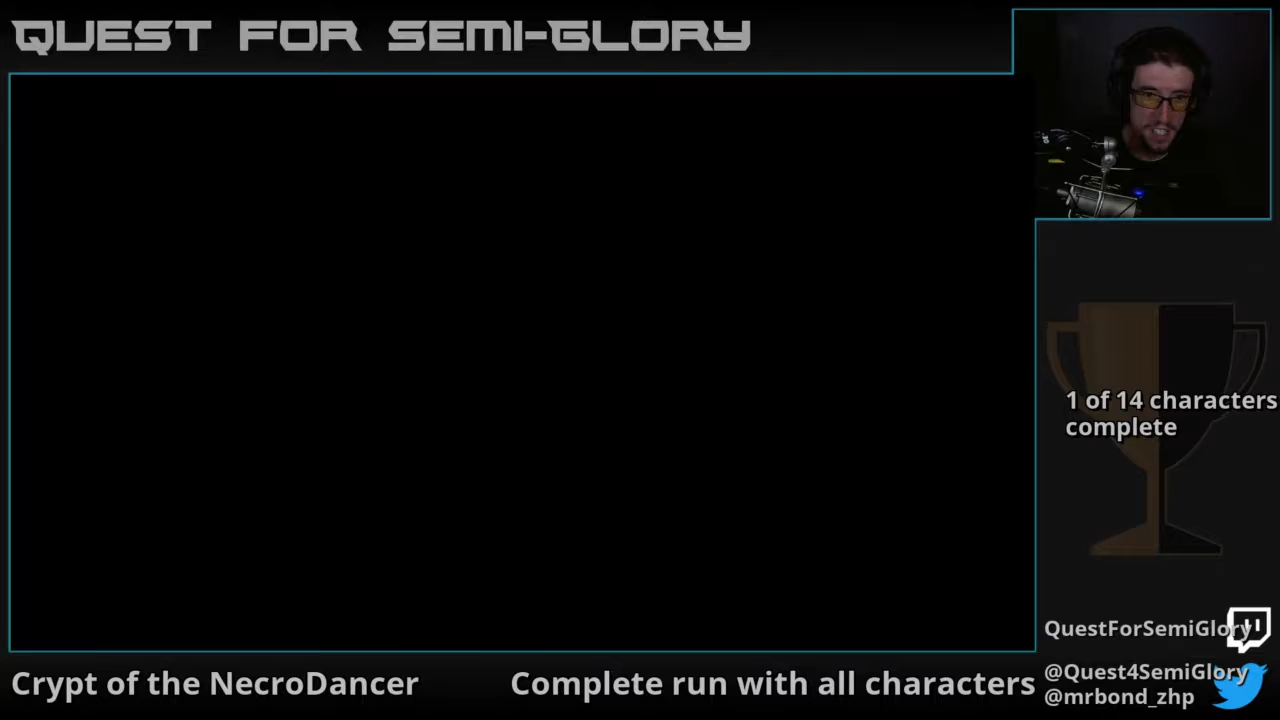 QUEST FOR SEMI-GLORY
1 of 14 characters
complete
QuestForSemiGlory
@Quest4SemiGlory
@mrbond_zhp
Crypt of the NecroDancer
Complete run with all characters